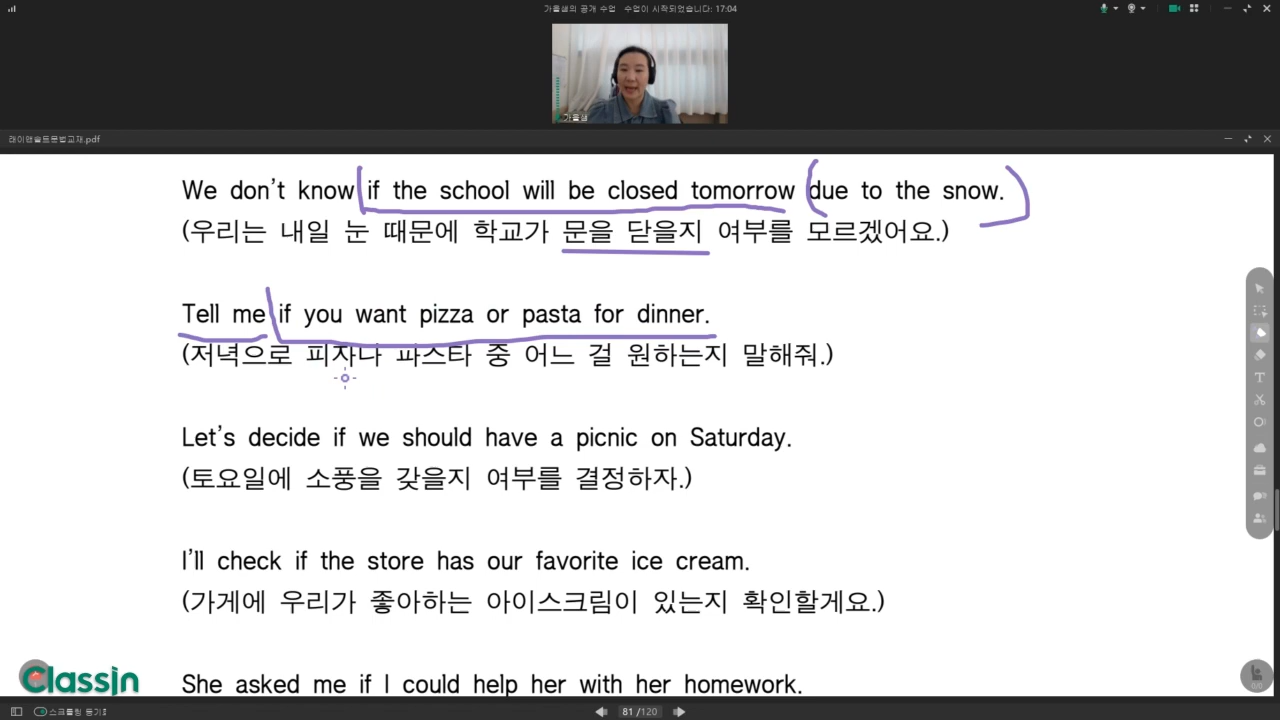 가을쌤의 공개 수업 수업이 시작되었습니다: 17:04
가을쌤
래이앤솔트문법교재.pdf
We don't know if the school will be closed tomorrow due to the snow.
(우리는 내일 눈 때문에 학교가 문을 닫을지 여부를 모르겠어요.)
Tell me if you want pizza or pasta for dinner.
(저녁으로 피자나 파스타 중 어느 걸 원하는지 말해줘.)
Let's decide if we should have a picnic on Saturday.
(토요일에 소풍을 갖을지 여부를 결정하자.)
I'll check if the store has our favorite ice cream.
(가게에 우리가 좋아하는 아이스크림이 있는지 확인할게요.)
She asked me if I could help her with her homework.
ClassIn
0/0
스크롤링 동기화
81 /120